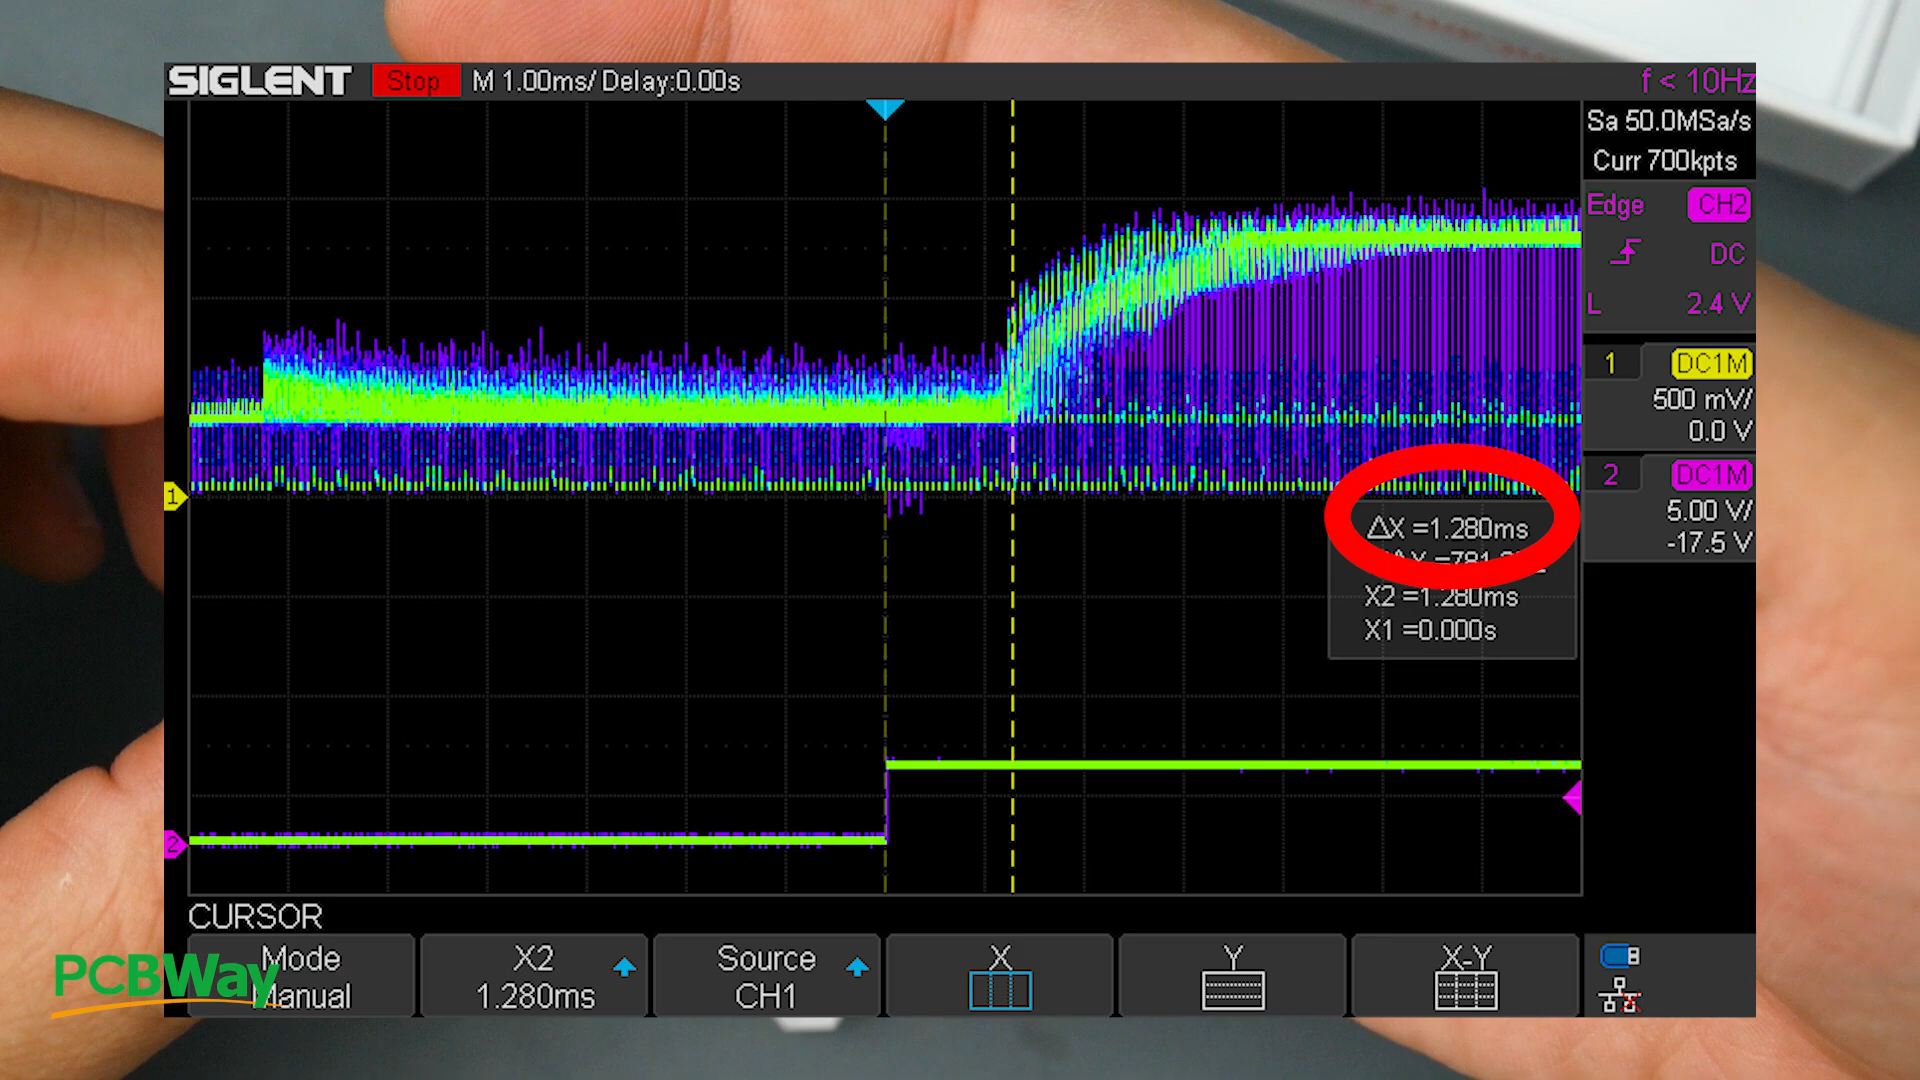 SIGLENT Stop M 1.00ms/ Delay:0.00s f < 10Hz
Sa 50.0MSa/s
Curr 700kpts
Edge CH2
DC
L 2.4 V
1 DC1M
500 mV/
0.0 V
2 DC1M
5.00 V/
-17.5 V
1
2
ΔX =1.280ms
X2 =1.280ms
X1 =0.000s
CURSOR
Mode
Manual
X2
1.280ms
Source
CH1
X
Y
X-Y
PCBWay